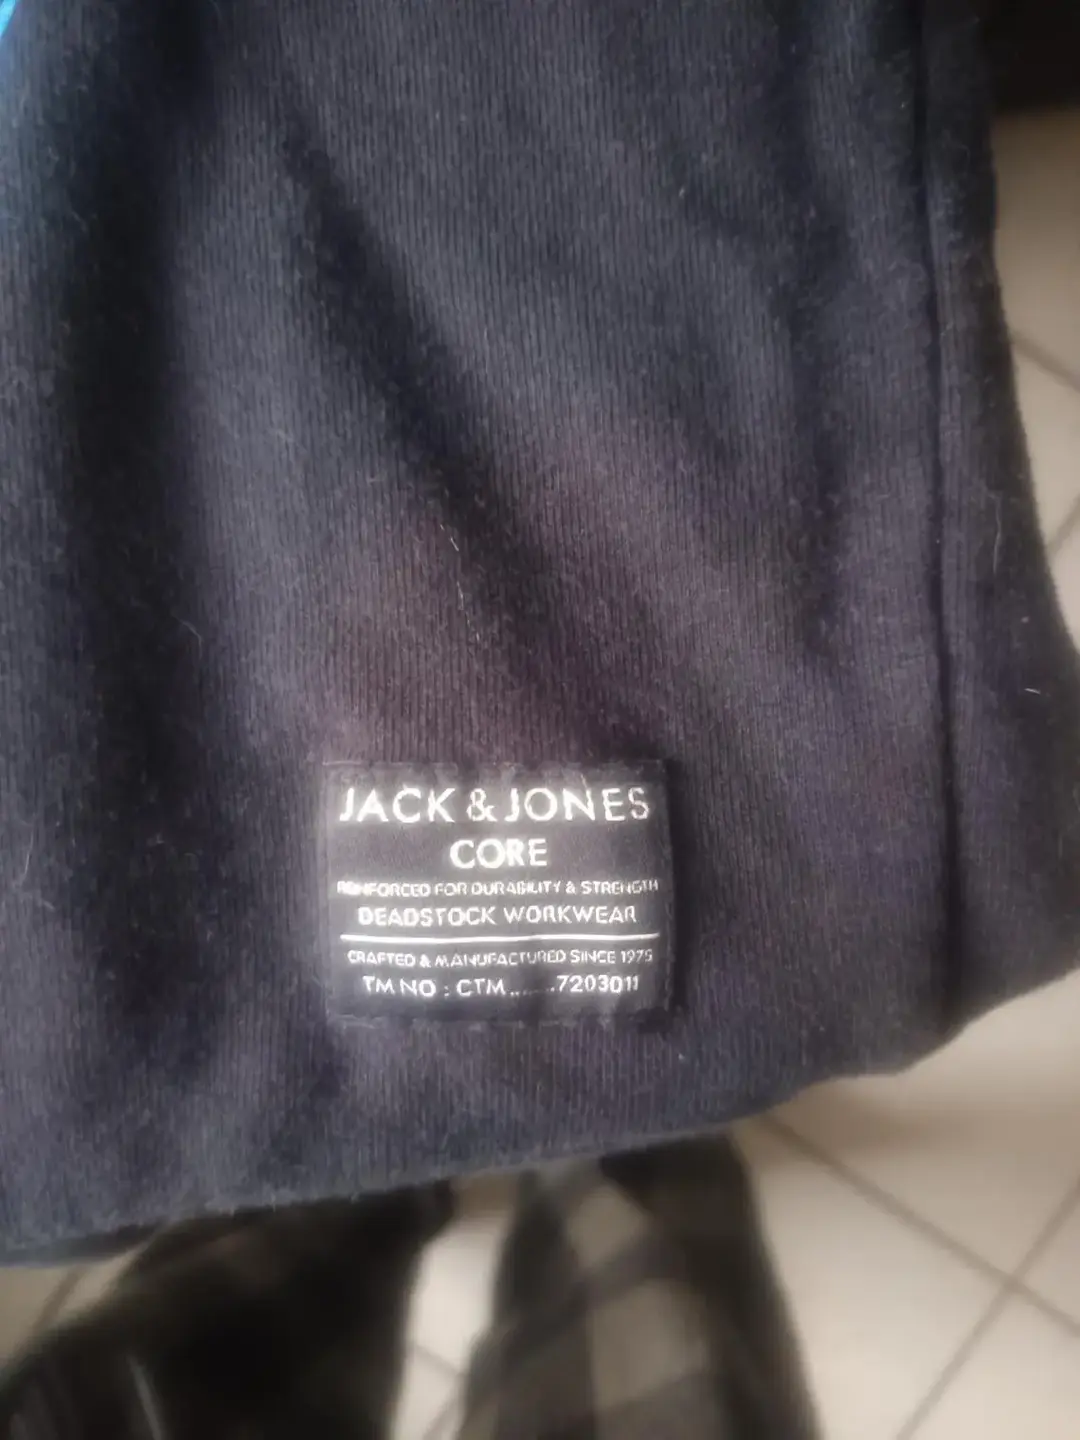 JACK & JONES
CORE
REINFORCED FOR DURABILITY & STRENGTH
DEADSTOCK WORKWEAR
CRAFTED & MANUFACTURED SINCE 1975
TM NO : CTM.......7203011